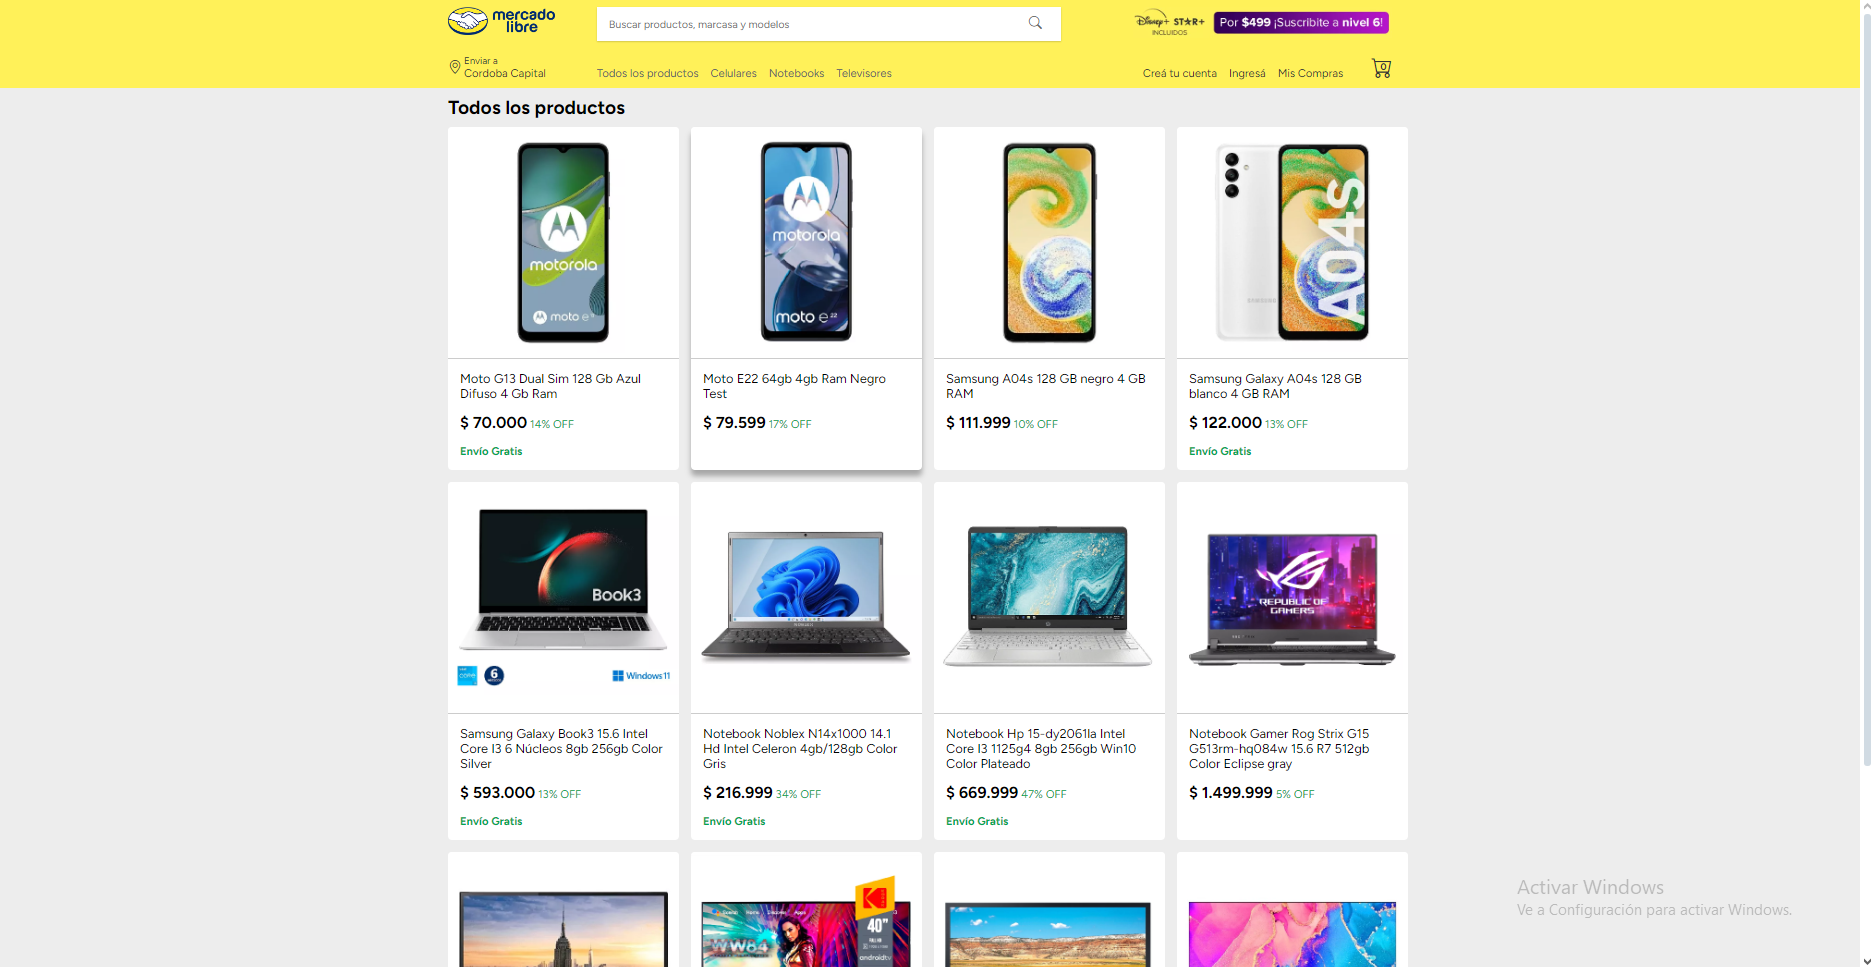 mercado
libre
Buscar productos, marcasa y modelos
Disney+ STAR+
INCLUIDOS
Por $499 ¡Suscribite a nivel 6!
Enviar a
Cordoba Capital
Todos los productos Celulares Notebooks Televisores
Creá tu cuenta Ingresá Mis Compras
0
Todos los productos
motorola
moto e
motorola
moto e 22
A04s
SAMSUNG
Moto G13 Dual Sim 128 Gb Azul
Difuso 4 Gb Ram
$ 70.000 14% OFF
Envío Gratis
Moto E22 64gb 4gb Ram Negro
Test
$ 79.599 17% OFF
Samsung A04s 128 GB negro 4 GB
RAM
$ 111.999 10% OFF
Samsung Galaxy A04s 128 GB
blanco 4 GB RAM
$ 122.000 13% OFF
Envío Gratis
Book3
core
6
Windows 11
REPUBLIC OF
GAMERS
Samsung Galaxy Book3 15.6 Intel
Core I3 6 Núcleos 8gb 256gb Color
Silver
$ 593.000 13% OFF
Envío Gratis
Notebook Noblex N14x1000 14.1
Hd Intel Celeron 4gb/128gb Color
Gris
$ 216.999 34% OFF
Envío Gratis
Notebook Hp 15-dy2061la Intel
Core I3 1125g4 8gb 256gb Win10
Color Plateado
$ 669.999 47% OFF
Envío Gratis
Notebook Gamer Rog Strix G15
G513rm-hq084w 15.6 R7 512gb
Color Eclipse gray
$ 1.499.999 5% OFF
Home Discover Apps
WW84
40"
FULL HD
androidtv
Activar Windows
Ve a Configuración para activar Windows.